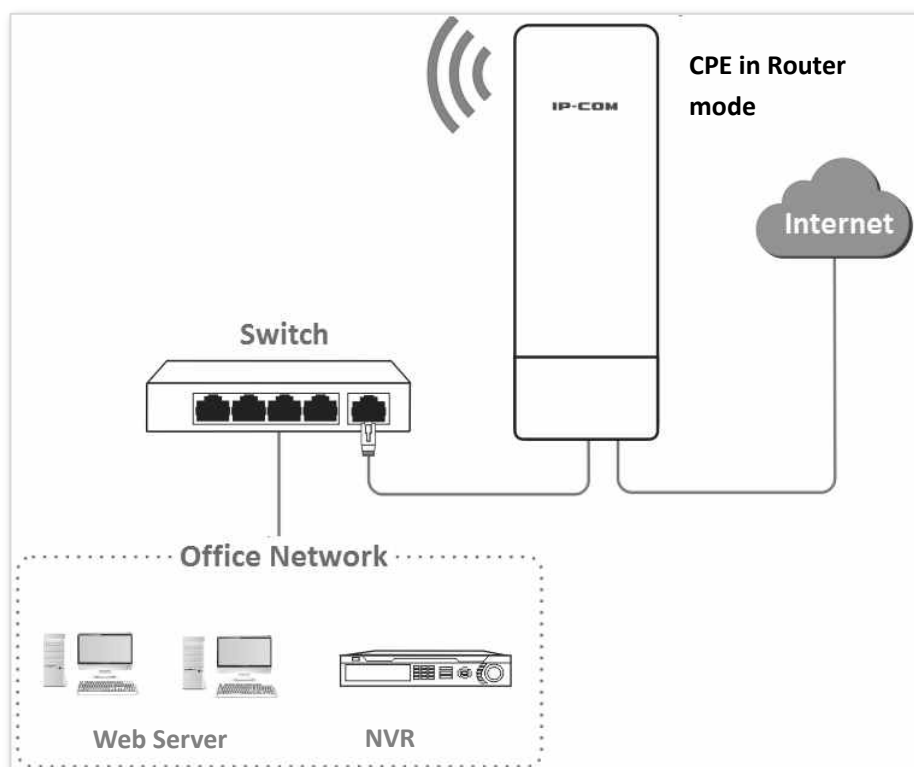 CPE in Router
mode
IP-COM
Internet
Switch
Office Network
Web Server
NVR